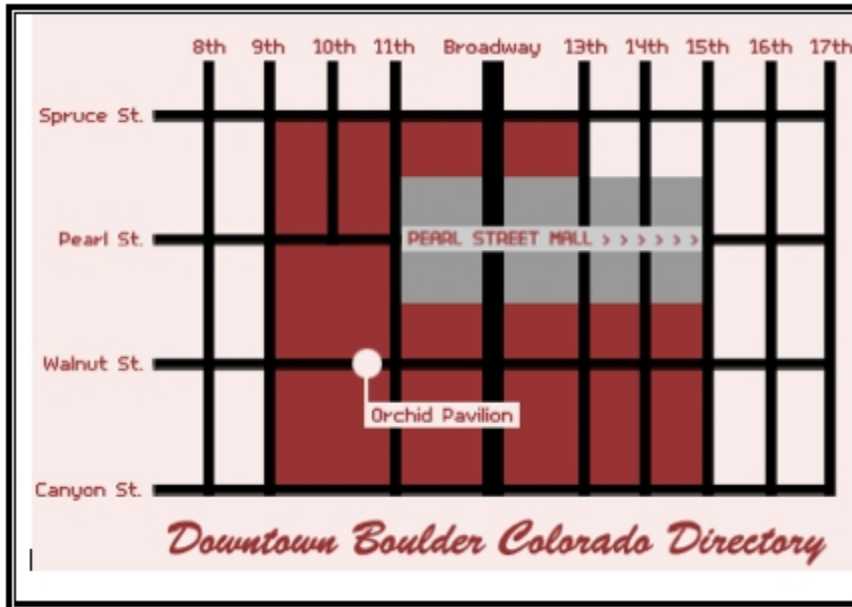 8th 9th 10th 11th Broadway 13th 14th 15th 16th 17th
Spruce St.
Pearl St. PEARL STREET MALL > > > > > >
Walnut St.
Orchid Pavilion
Canyon St.
Downtown Boulder Colorado Directory